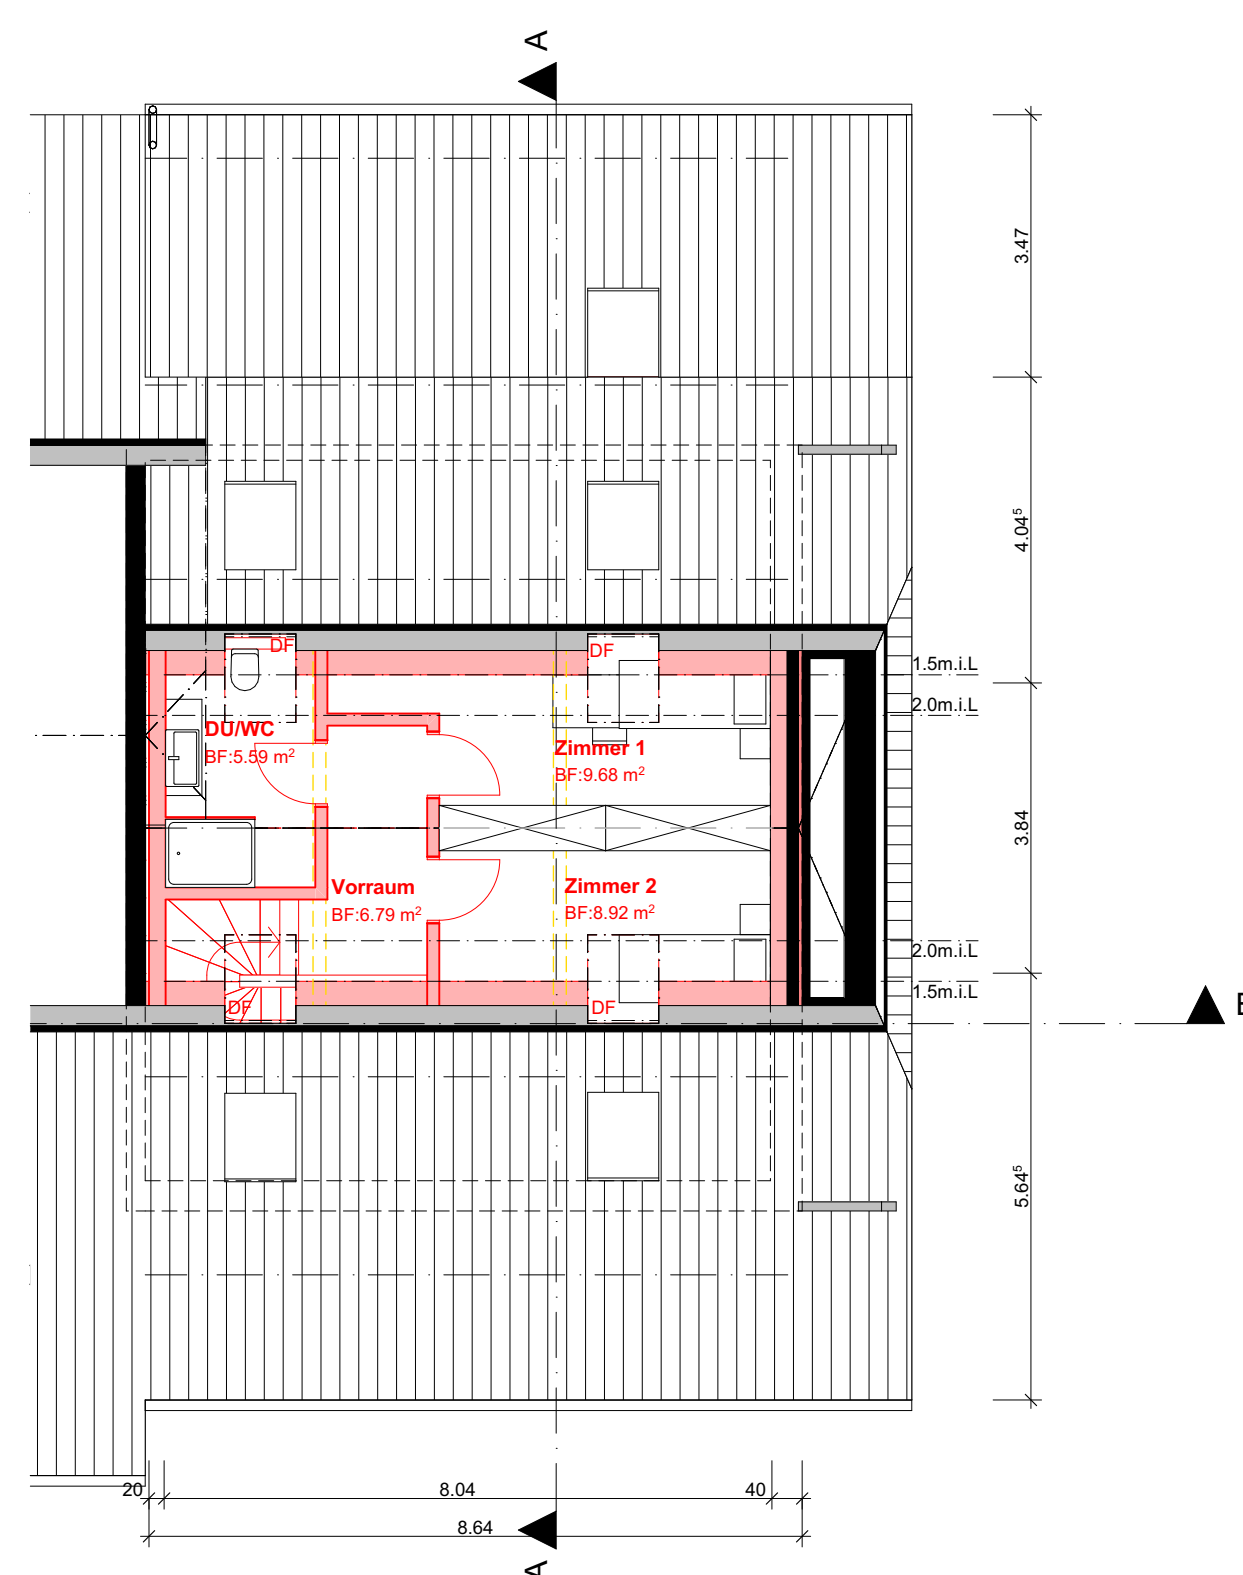 A
3.47
4.04⁵
DF
DF
1.5m.i.L
2.0m.i.L
DU/WC
BF:5.59 m²
Zimmer 1
BF:9.68 m²
3.84
Vorraum
BF:6.79 m²
Zimmer 2
BF:8.92 m²
2.0m.i.L
1.5m.i.L
DF
DF
5.64⁵
20
8.04
40
8.64
A